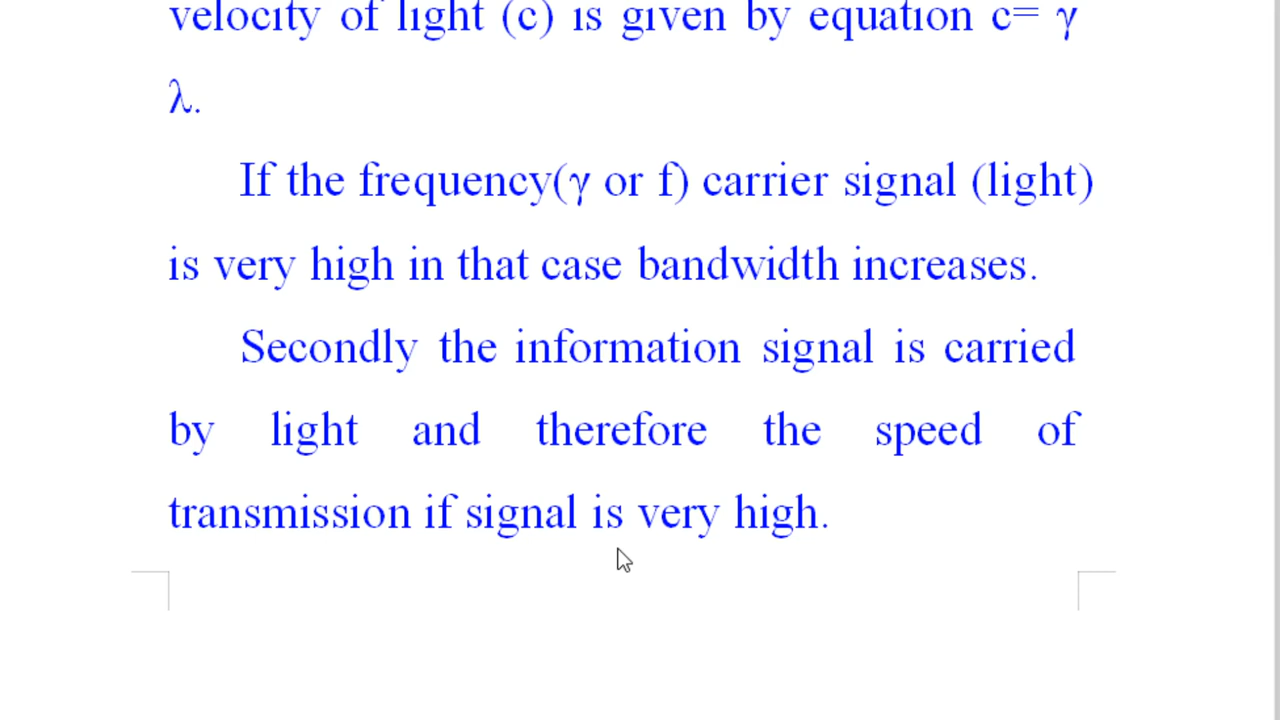 velocity of light (c) is given by equation c= γ
λ.
If the frequency(γ or f) carrier signal (light)
is very high in that case bandwidth increases.
Secondly the information signal is carried
by light and therefore the speed of
transmission if signal is very high.